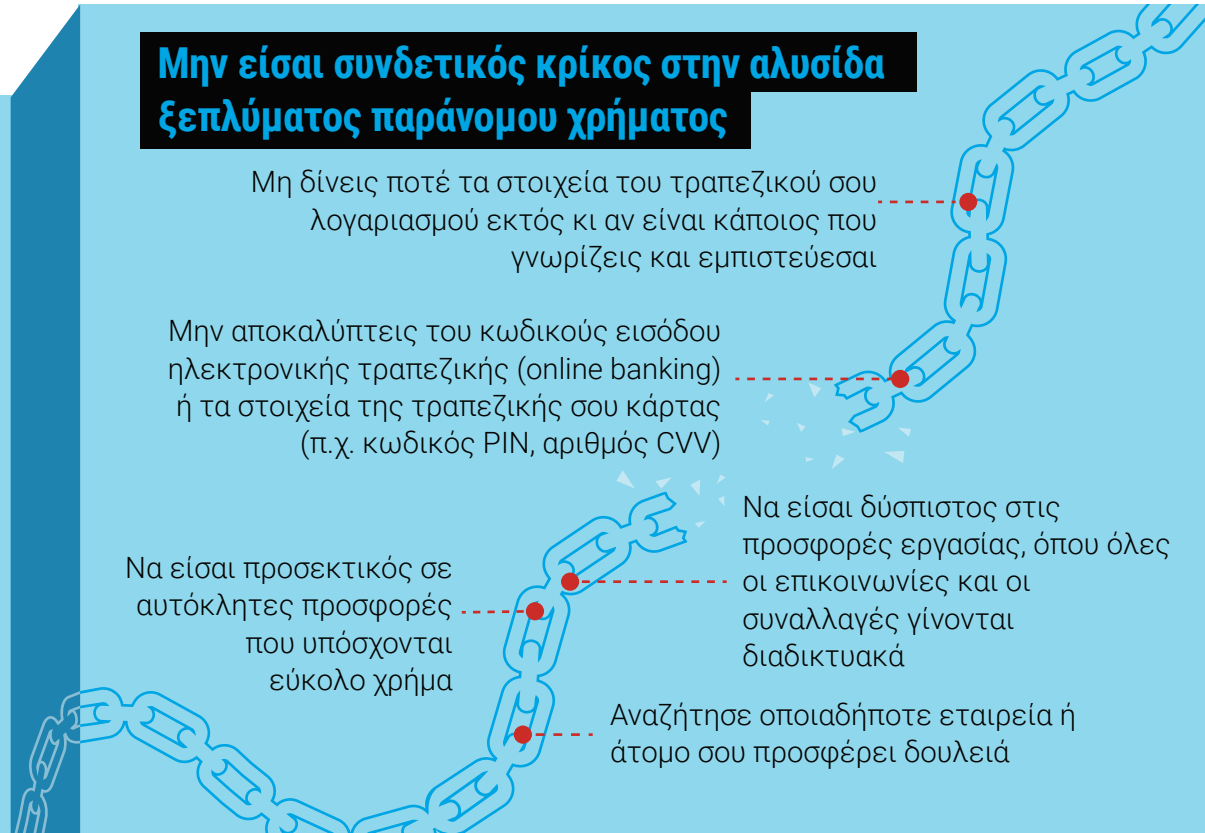 Μην είσαι συνδετικός κρίκος στην αλυσίδα
ξεπλύματος παράνομου χρήματος
Μη δίνεις ποτέ τα στοιχεία του τραπεζικού σου
λογαριασμού εκτός κι αν είναι κάποιος που
γνωρίζεις και εμπιστεύεσαι
Μην αποκαλύπτεις του κωδικούς εισόδου
ηλεκτρονικής τραπεζικής (online banking)
ή τα στοιχεία της τραπεζικής σου κάρτας
(π.χ. κωδικός PIN, αριθμός CVV)
Να είσαι δύσπιστος στις
προσφορές εργασίας, όπου όλες
οι επικοινωνίες και οι
συναλλαγές γίνονται
διαδικτυακά
Να είσαι προσεκτικός σε
αυτόκλητες προσφορές
που υπόσχονται
εύκολο χρήμα
Αναζήτησε οποιαδήποτε εταιρεία ή
άτομο σου προσφέρει δουλειά